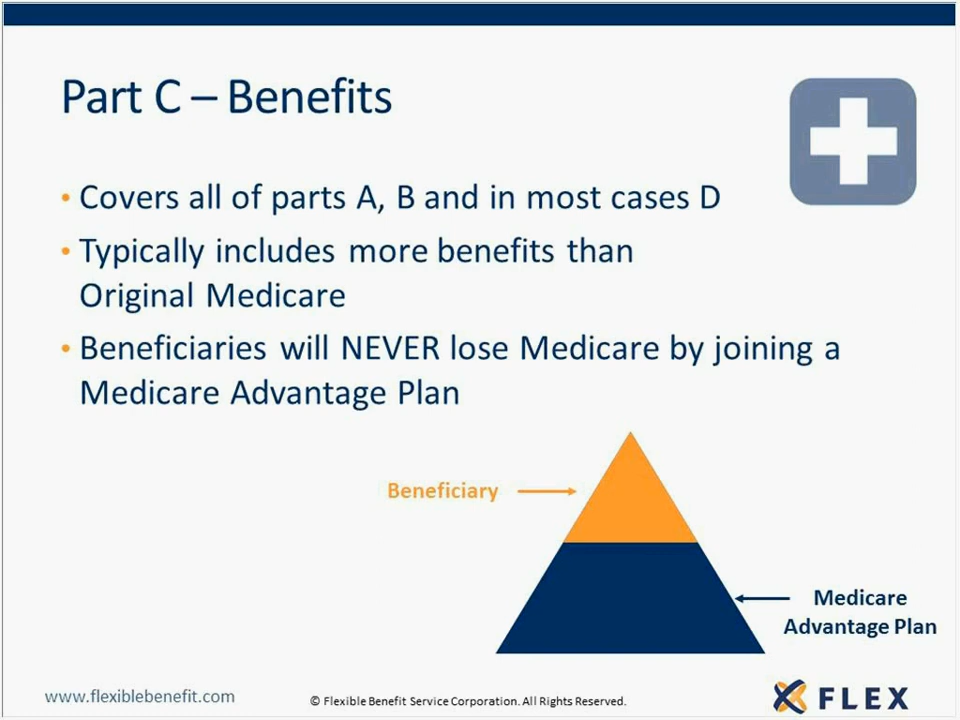 Part C – Benefits
• Covers all of parts A, B and in most cases D
• Typically includes more benefits than
Original Medicare
• Beneficiaries will NEVER lose Medicare by joining a
Medicare Advantage Plan
Beneficiary
Medicare
Advantage Plan
www.flexiblebenefit.com
© Flexible Benefit Service Corporation. All Rights Reserved.
FLEX